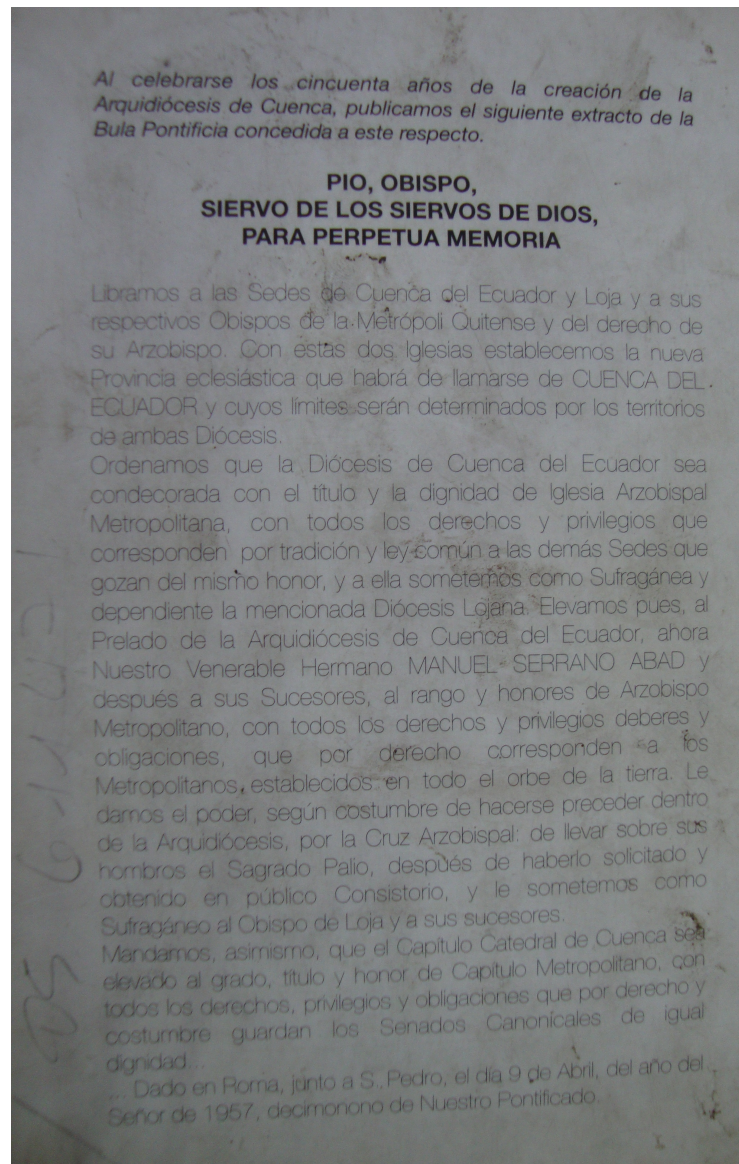 Al celebrarse los cincuenta años de la creación de la
Arquidiócesis de Cuenca, publicamos el siguiente extracto de la
Bula Pontificia concedida a este respecto.
PIO, OBISPO,
SIERVO DE LOS SIERVOS DE DIOS,
PARA PERPETUA MEMORIA
Libramos a las Sedes de Cuenca del Ecuador y Loja y a sus
respectivos Obispos de la Metrópoli Quitense y del derecho de
su Arzobispo. Con estas dos Iglesias establecemos la nueva
Provincia eclesiástica que habrá de llamarse de CUENCA DEL
ECUADOR y cuyos límites serán determinados por los territorios
de ambas Diócesis.
Ordenamos que la Diócesis de Cuenca del Ecuador sea
condecorada con el título y la dignidad de Iglesia Arzobispal
Metropolitana, con todos los derechos y privilegios que
corresponden por tradición y ley común a las demás Sedes que
gozan del mismo honor, y a ella sometemos como Sufragánea y
dependiente la mencionada Diócesis Lojana. Elevamos pues, al
Prelado de la Arquidiócesis de Cuenca del Ecuador, ahora
Nuestro Venerable Hermano MANUEL SERRANO ABAD y
después a sus Sucesores, al rango y honores de Arzobispo
Metropolitano, con todos los derechos y privilegios deberes y
obligaciones, que por derecho corresponden a los
Metropolitanos establecidos en todo el orbe de la tierra. Le
damos el poder, según costumbre de hacerse preceder dentro
de la Arquidiócesis, por la Cruz Arzobispal: de llevar sobre sus
hombros el Sagrado Palio, después de haberlo solicitado y
obtenido en público Consistorio, y le sometemos como
Sufragáneo al Obispo de Loja y a sus sucesores.
Mandamos, asimismo, que el Capítulo Catedral de Cuenca sea
elevado al grado, título y honor de Capítulo Metropolitano, con
todos los derechos, privilegios y obligaciones que por derecho y
costumbre guardan los Senados Canonícales de igual
dignidad...
... Dado en Roma, junto a S. Pedro, el día 9 de Abril, del año del
Señor de 1957, decimonono de Nuestro Pontificado.